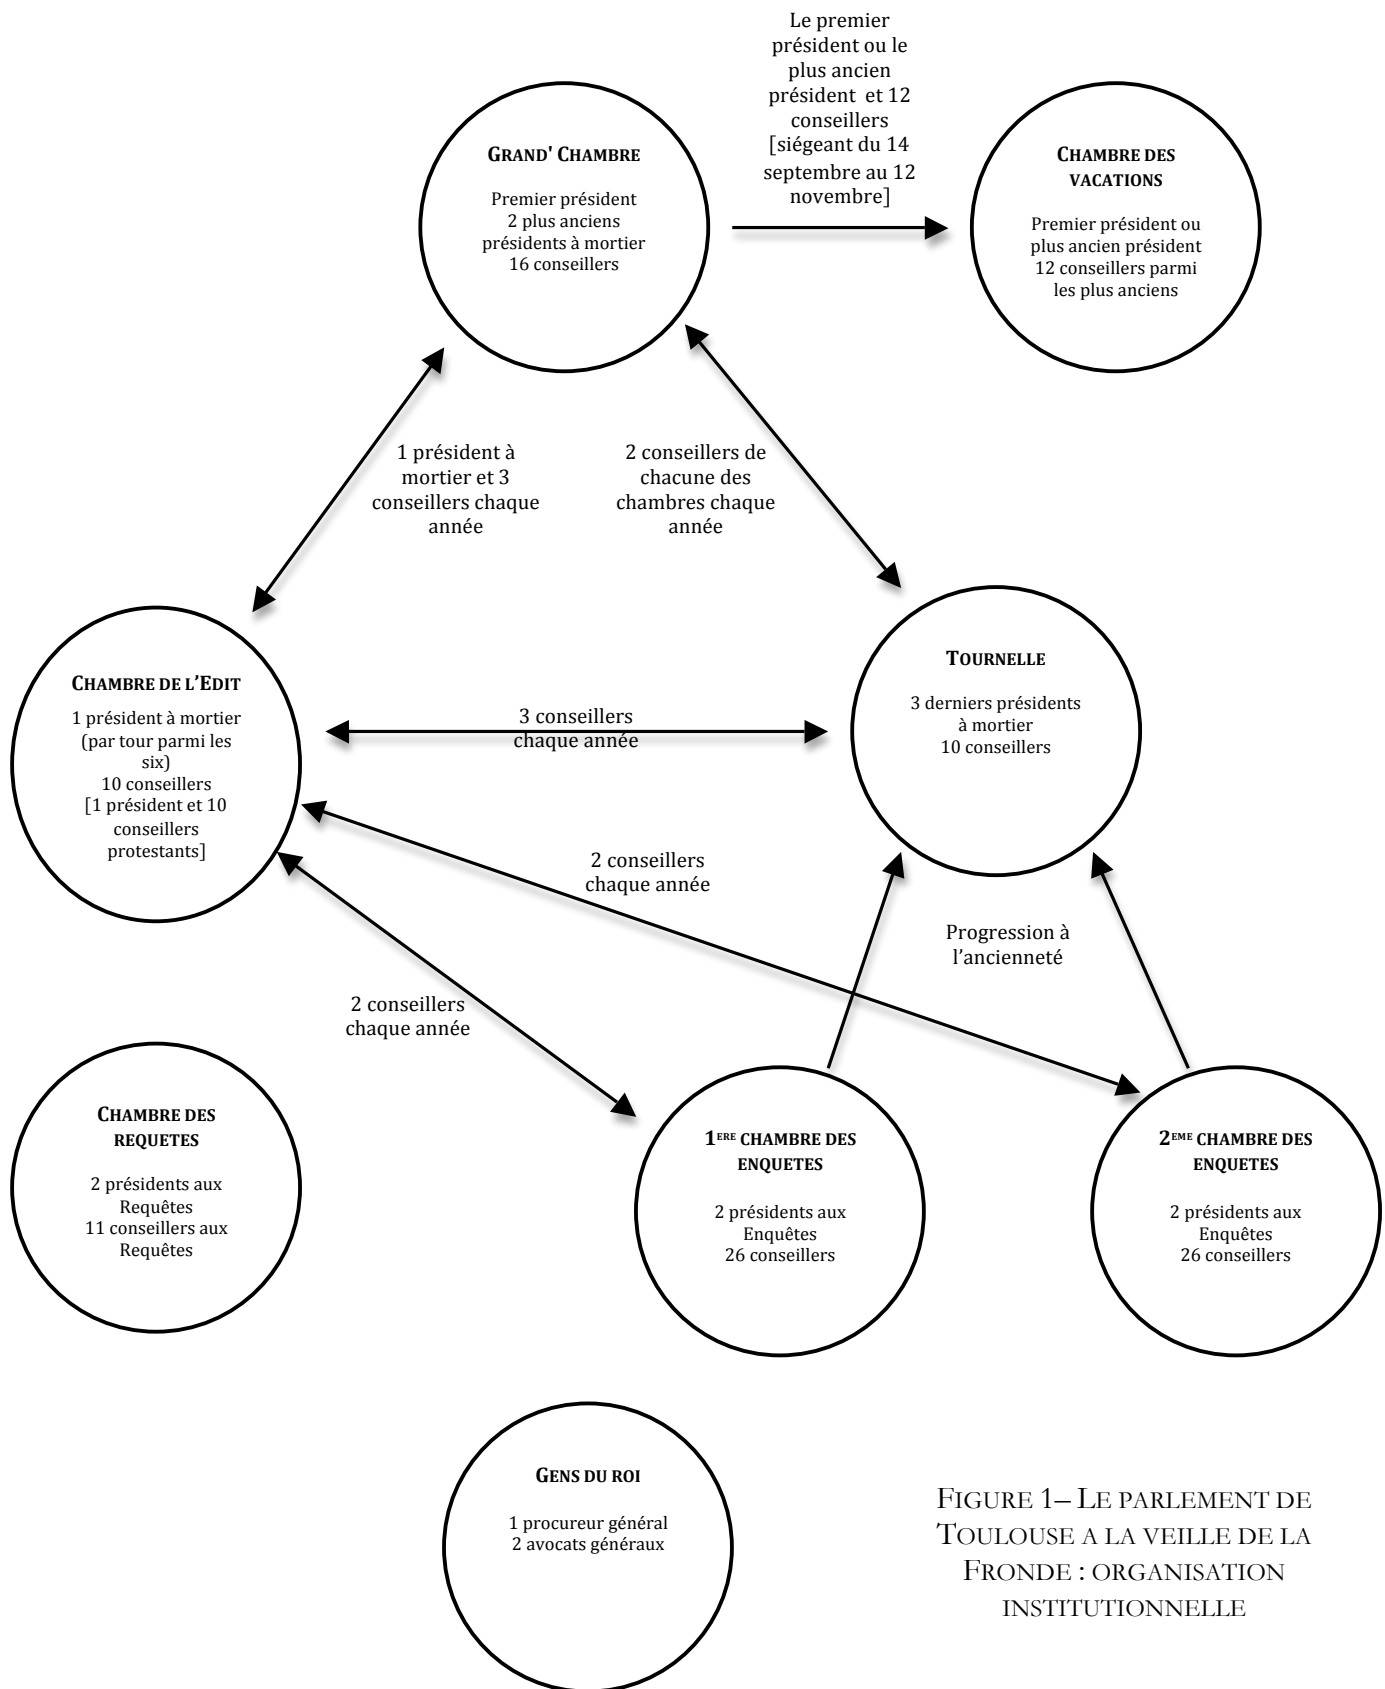 Le premier
président ou le
plus ancien
président et 12
conseillers
[siégeant du 14
septembre au 12
novembre]
GRAND' CHAMBRE
Premier président
2 plus anciens
présidents à mortier
16 conseillers
CHAMBRE DES
VACATIONS
Premier président ou
plus ancien président
12 conseillers parmi
les plus anciens
1 président à
mortier et 3
conseillers chaque
année
2 conseillers de
chacune des
chambres chaque
année
CHAMBRE DE L'EDIT
1 président à mortier
(par tour parmi les
six)
10 conseillers
[1 président et 10
conseillers
protestants]
3 conseillers
chaque année
TOURNELLE
3 derniers présidents
à mortier
10 conseillers
2 conseillers
chaque année
Progression à
l'ancienneté
2 conseillers
chaque année
CHAMBRE DES
REQUETES
2 présidents aux
Requêtes
11 conseillers aux
Requêtes
1ERE CHAMBRE DES
ENQUETES
2 présidents aux
Enquêtes
26 conseillers
2EME CHAMBRE DES
ENQUETES
2 présidents aux
Enquêtes
26 conseillers
GENS DU ROI
1 procureur général
2 avocats généraux
FIGURE 1– LE PARLEMENT DE
TOULOUSE A LA VEILLE DE LA
FRONDE : ORGANISATION
INSTITUTIONNELLE